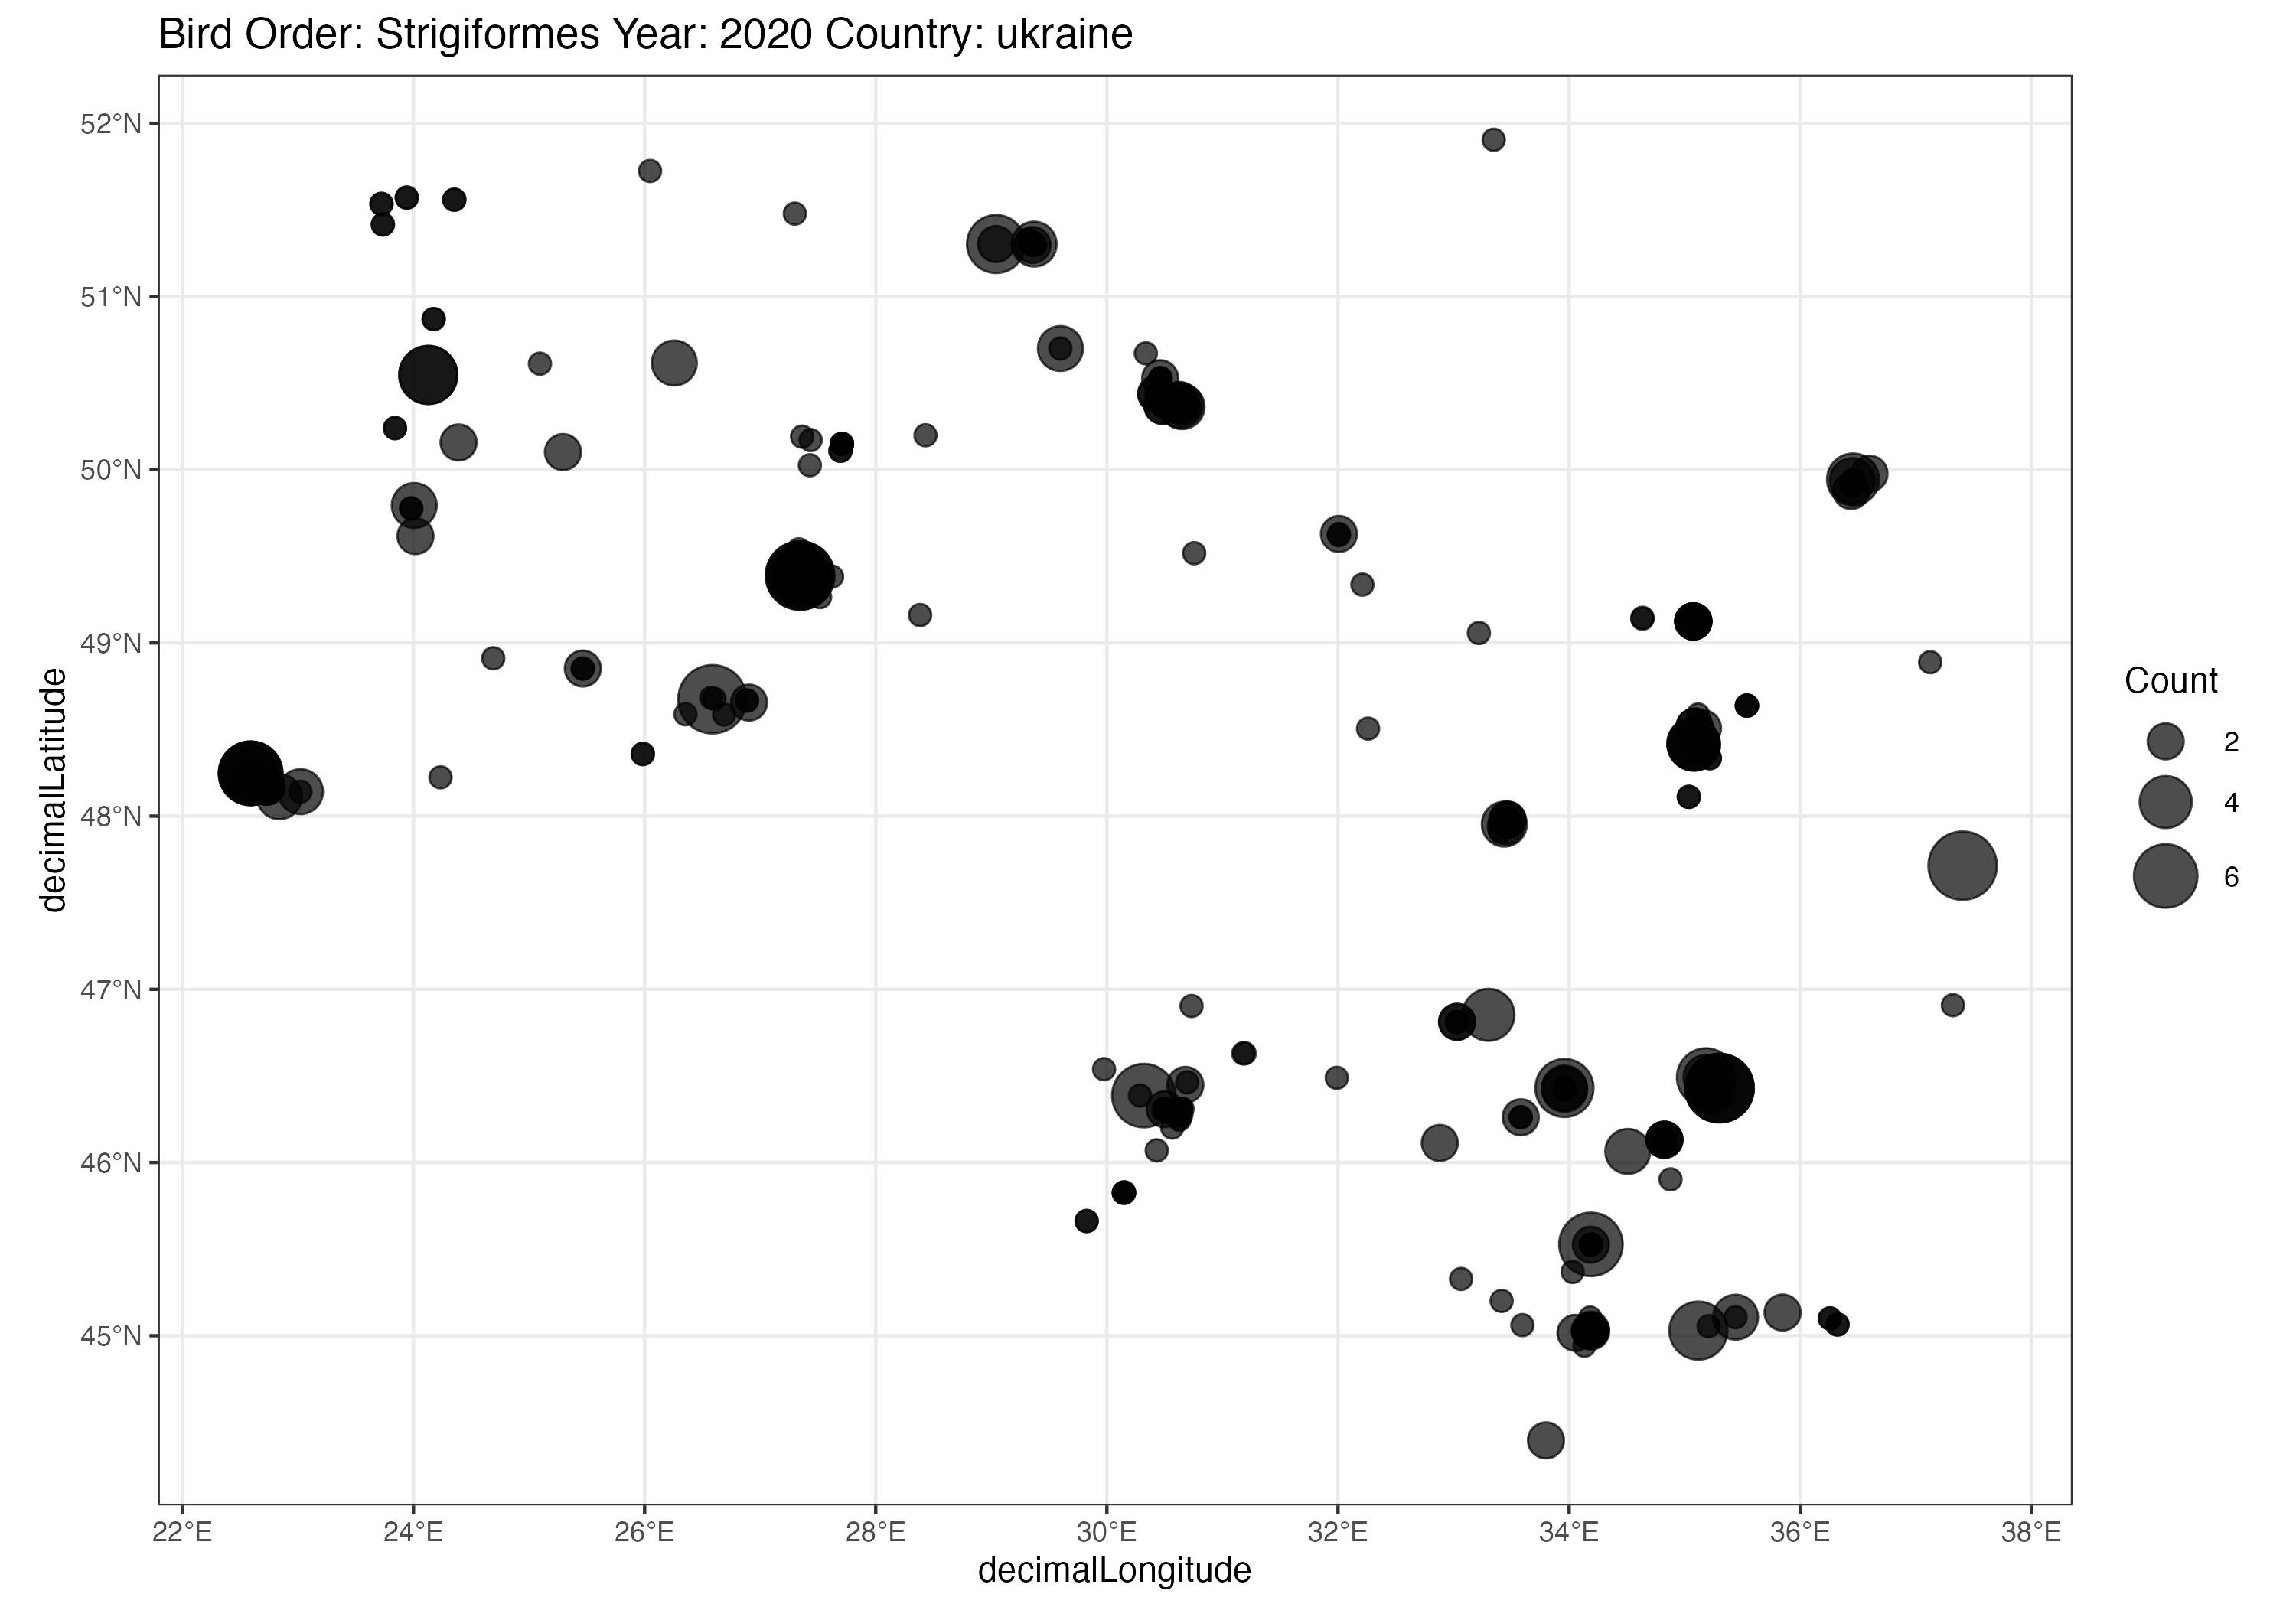 Bird Order: Strigiformes Year: 2020 Country: ukraine
52°N
51°N
50°N
49°N
48°N
47°N
46°N
45°N
decimalLatitude
22°E 24°E 26°E 28°E 30°E 32°E 34°E 36°E 38°E
decimalLongitude
Count
2
4
6